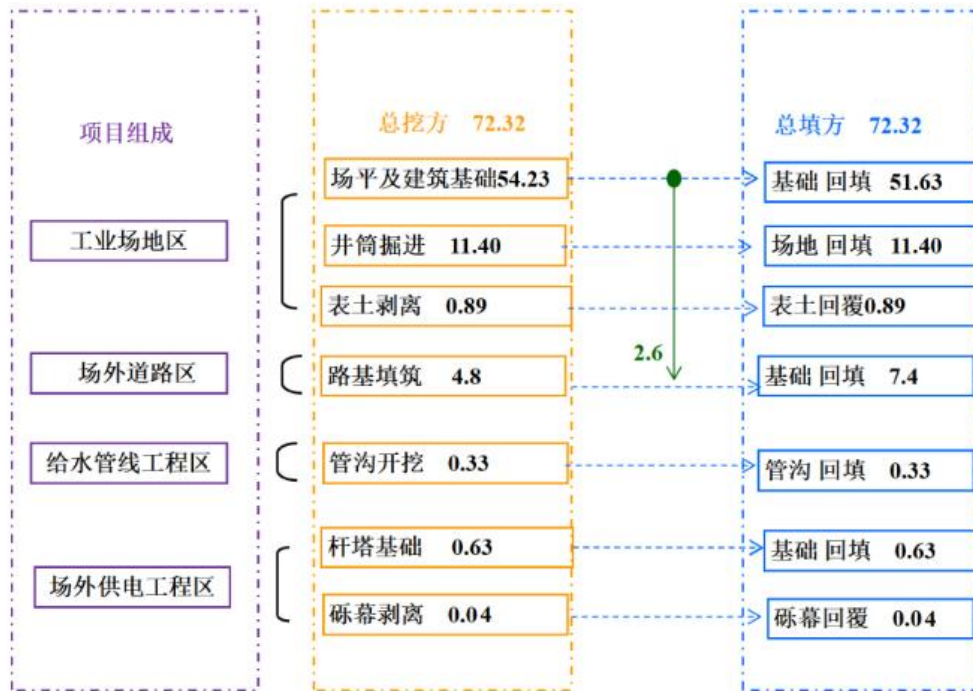 项目组成
总挖方 72.32
总填方 72.32
场平及建筑基础54.23
基础 回填 51.63
工业场地区
井筒掘进 11.40
场地 回填 11.40
表土剥离 0.89
表土回覆0.89
2.6
场外道路区
路基填筑 4.8
基础 回填 7.4
给水管线工程区
管沟开挖 0.33
管沟 回填 0.33
杆塔基础 0.63
基础 回填 0.63
场外供电工程区
砾幕剥离 0.04
砾幕回覆 0.04